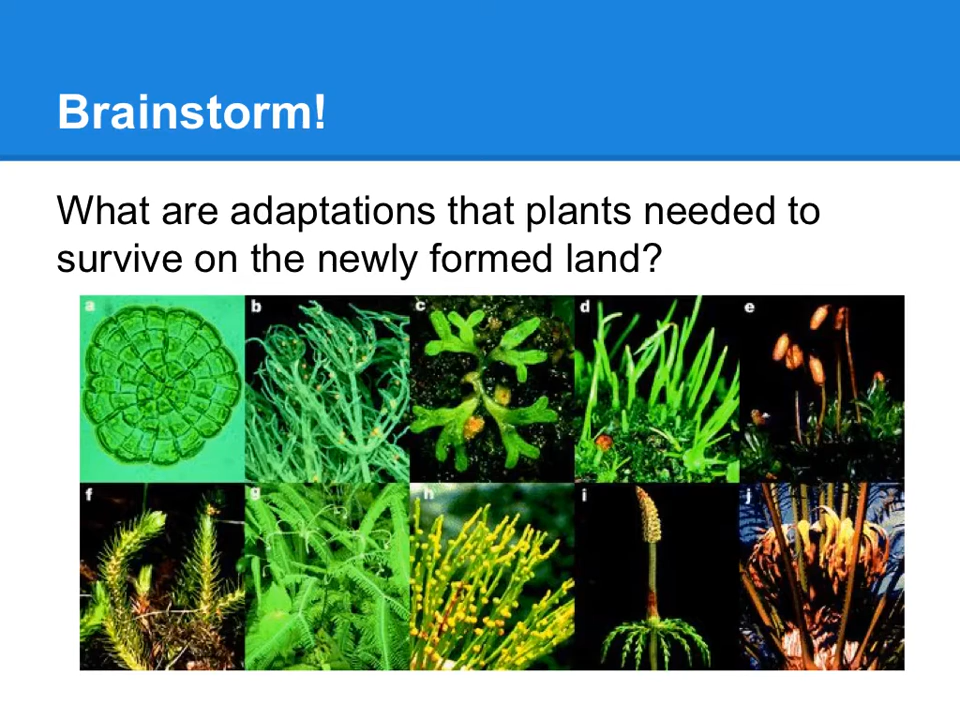 Brainstorm!
What are adaptations that plants needed to
survive on the newly formed land?
a b c d e
f g h i j